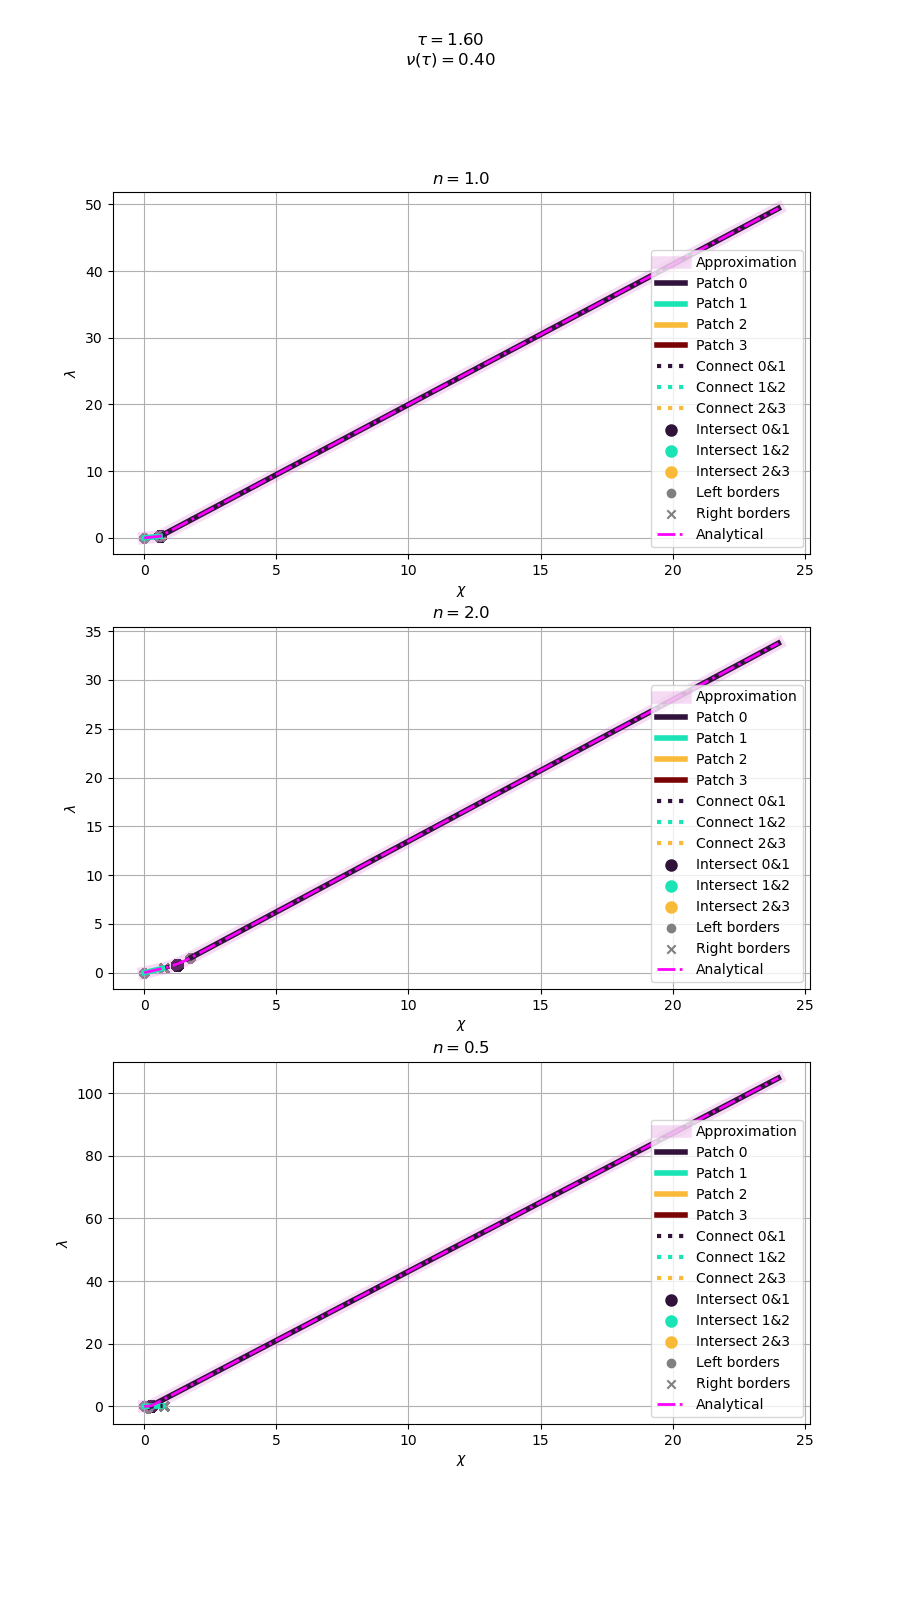 τ = 1.60
ν(τ) = 0.40
n = 1.0
50
40
30
20
10
0
λ
Approximation
Patch 0
Patch 1
Patch 2
Patch 3
Connect 0&1
Connect 1&2
Connect 2&3
Intersect 0&1
Intersect 1&2
Intersect 2&3
Left borders
Right borders
Analytical
0 5 10 15 20 25
χ
n = 2.0
35
30
25
20
15
10
5
0
λ
Approximation
Patch 0
Patch 1
Patch 2
Patch 3
Connect 0&1
Connect 1&2
Connect 2&3
Intersect 0&1
Intersect 1&2
Intersect 2&3
Left borders
Right borders
Analytical
0 5 10 15 20 25
χ
n = 0.5
100
80
60
40
20
0
λ
Approximation
Patch 0
Patch 1
Patch 2
Patch 3
Connect 0&1
Connect 1&2
Connect 2&3
Intersect 0&1
Intersect 1&2
Intersect 2&3
Left borders
Right borders
Analytical
0 5 10 15 20 25
χ